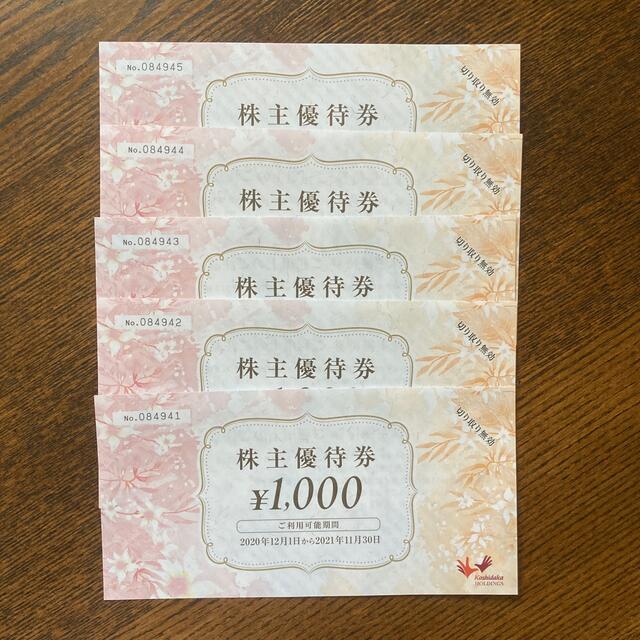 No.084945
切り取り無効
株主優待券
No.084944
切り取り無効
株主優待券
No.084943
切り取り無効
株主優待券
No.084942
切り取り無効
株主優待券
No.084941
切り取り無効
株主優待券
¥1,000
ご利用可能期間
2020年12月1日から2021年11月30日
Koshidaka
HOLDINGS